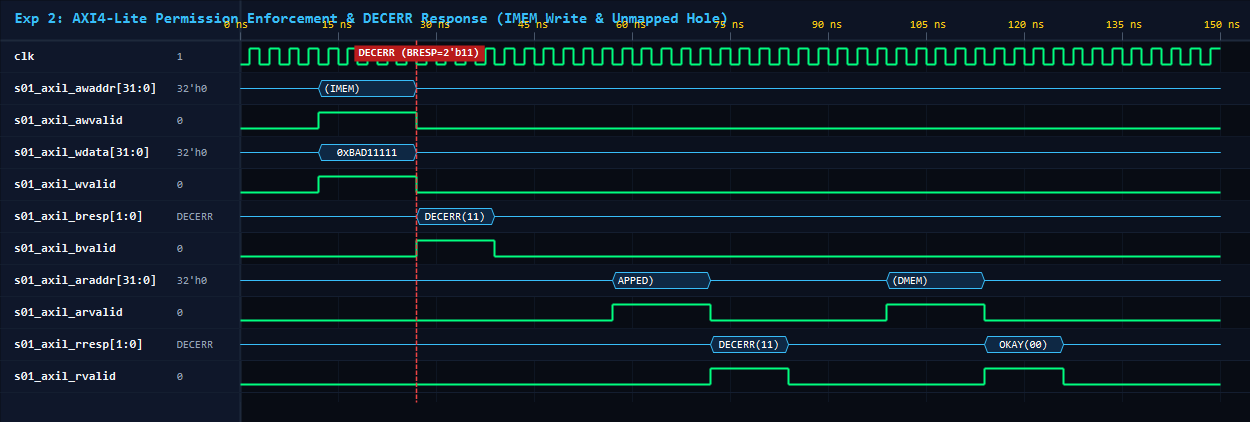 Exp 2: AXI4-Lite Permission Enforcement & DECERR Response (IMEM Write & Unmapped Hole)
0 ns 15 ns 30 ns 45 ns 60 ns 75 ns 90 ns 105 ns 120 ns 135 ns 150 ns
DECERR (BRESP=2'b11)
clk 1
s01_axil_awaddr[31:0] 32'h0 (IMEM)
s01_axil_awvalid 0
s01_axil_wdata[31:0] 32'h0 0xBAD11111
s01_axil_wvalid 0
s01_axil_bresp[1:0] DECERR DECERR(11)
s01_axil_bvalid 0
s01_axil_araddr[31:0] 32'h0 APPED) (DMEM)
s01_axil_arvalid 0
s01_axil_rresp[1:0] DECERR DECERR(11) OKAY(00)
s01_axil_rvalid 0